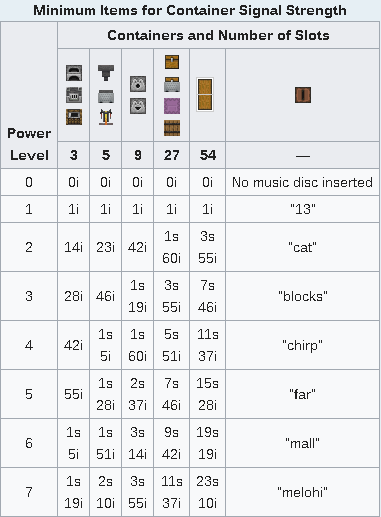 Minimum Items for Container Signal Strength
Containers and Number of Slots
Power
Level 3 5 9 27 54 —
0 0i 0i 0i 0i 0i No music disc inserted
1 1i 1i 1i 1i 1i "13"
2 14i 23i 42i 1s 60i 3s 55i "cat"
3 28i 46i 1s 19i 3s 55i 7s 46i "blocks"
4 42i 1s 5i 1s 60i 5s 51i 11s 37i "chirp"
5 55i 1s 28i 2s 37i 7s 46i 15s 28i "far"
6 1s 5i 1s 51i 3s 14i 9s 42i 19s 19i "mall"
7 1s 19i 2s 10i 3s 55i 11s 37i 23s 10i "melohi"